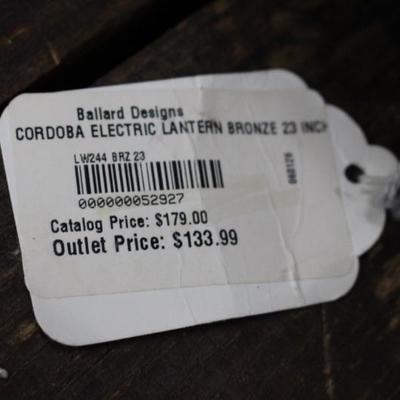 Ballard Designs
CORDOBA ELECTRIC LANTERN BRONZE 23 INCH
LW244 BRZ 23
000000052927
Catalog Price: $179.00
Outlet Price: $133.99